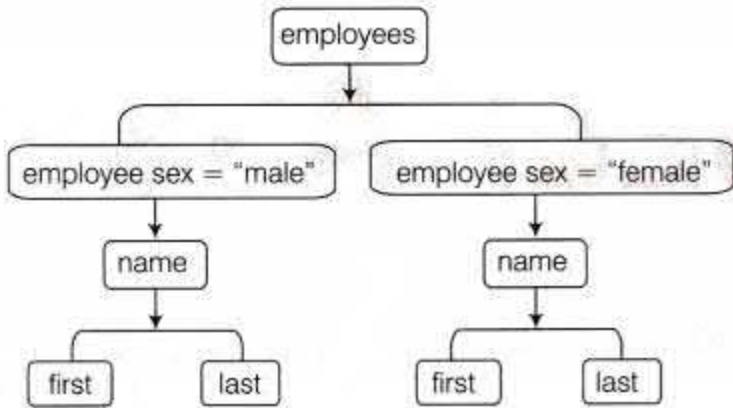 employees
employee sex = “male”
employee sex = “female”
name
name
first
last
first
last